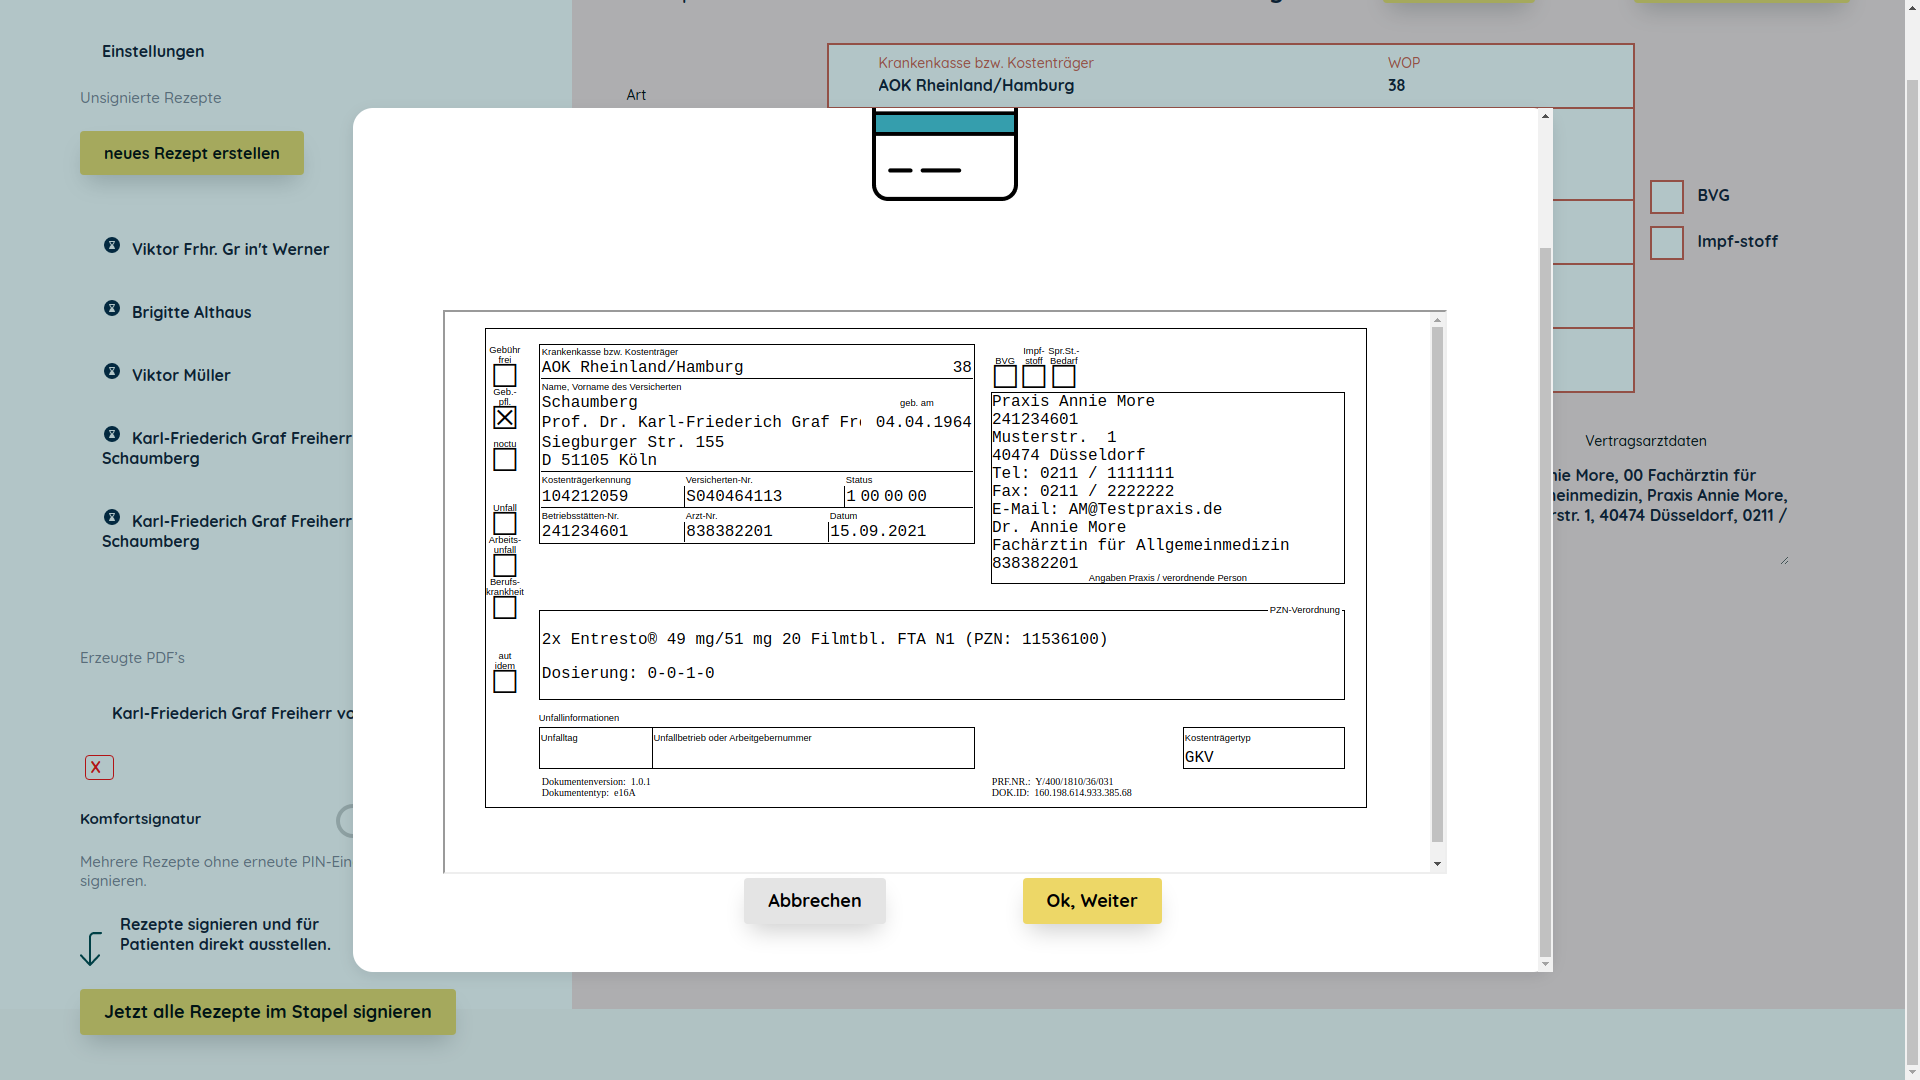 Einstellungen
Unsignierte Rezepte
neues Rezept erstellen
Viktor Frhr. Gr in't Werner
Brigitte Althaus
Viktor Müller
Karl-Friederich Graf Freiherr
Schaumberg
Karl-Friederich Graf Freiherr
Schaumberg
Erzeugte PDF's
Karl-Friederich Graf Freiherr vo
X
Komfortsignatur
Mehrere Rezepte ohne erneute PIN-Ein
signieren.
Rezepte signieren und für
Patienten direkt ausstellen.
Jetzt alle Rezepte im Stapel signieren
Art
Krankenkasse bzw. Kostenträger
WOP
AOK Rheinland/Hamburg
38
BVG
Impf-stoff
Vertragsarztdaten
nie More, 00 Fachärztin für
einmedizin, Praxis Annie More,
rstr. 1, 40474 Düsseldorf, 0211 /
Gebühr
frei
Geb.-
pfl.
noctu
Unfall
Arbeits-
unfall
Berufs-
krankheit
aut
idem
Krankenkasse bzw. Kostenträger
AOK Rheinland/Hamburg 38
Name, Vorname des Versicherten
Schaumberg
geb. am
Prof. Dr. Karl-Friederich Graf Fr 04.04.1964
Siegburger Str. 155
D 51105 Köln
Kostenträgerkennung Versicherten-Nr. Status
104212059 S040464113 1 00 00 00
Betriebsstätten-Nr. Arzt-Nr. Datum
241234601 838382201 15.09.2021
BVG
Impf-
stoff
Spr.St.-
Bedarf
Praxis Annie More
241234601
Musterstr. 1
40474 Düsseldorf
Tel: 0211 / 1111111
Fax: 0211 / 2222222
E-Mail: AM@Testpraxis.de
Dr. Annie More
Fachärztin für Allgemeinmedizin
838382201
Angaben Praxis / verordnende Person
PZN-Verordnung
2x Entresto® 49 mg/51 mg 20 Filmtbl. FTA N1 (PZN: 11536100)
Dosierung: 0-0-1-0
Unfallinformationen
Unfalltag
Unfallbetrieb oder Arbeitgebernummer
Kostenträgertyp
GKV
Dokumentenversion: 1.0.1
Dokumententyp: e16A
PRF.NR.: Y/400/1810/36/031
DOK.ID: 160.198.614.933.385.68
Abbrechen
Ok, Weiter